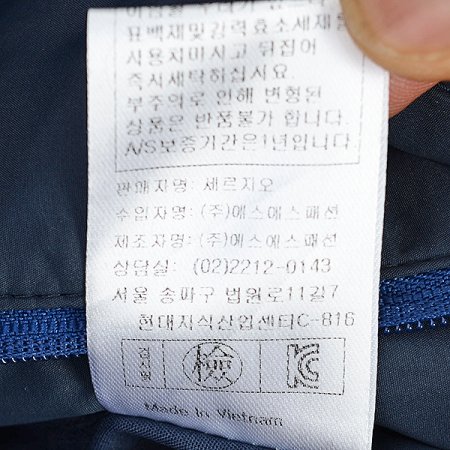 표백제및강력효소세제를
사용치마시고 뒤집어
즉시세탁하십시요.
부주의로 인해 변형된
상품은 반품불가 합니다.
A/S보증기간은1년입니다
판매자명: 세르지오
수입자명:(주)에스에스패션
제조자명:(주)에스에스패션
상담실: (02)2212-0143
서울 송파구 법원로11길7
현대지식산업센터C-816
檢
Made in Vietnam